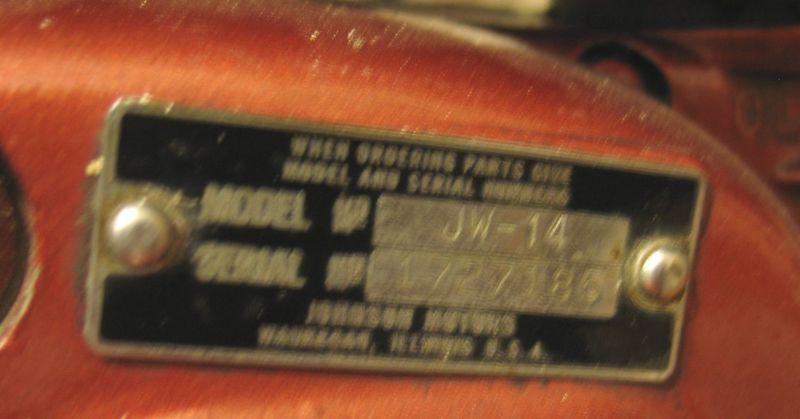 WHEN ORDERING PARTS GIVE
MODEL AND SERIAL NUMBERS
MODEL Nº JW-14
SERIAL Nº
JOHNSON MOTORS
WAUKEGAN, ILLINOIS U.S.A.